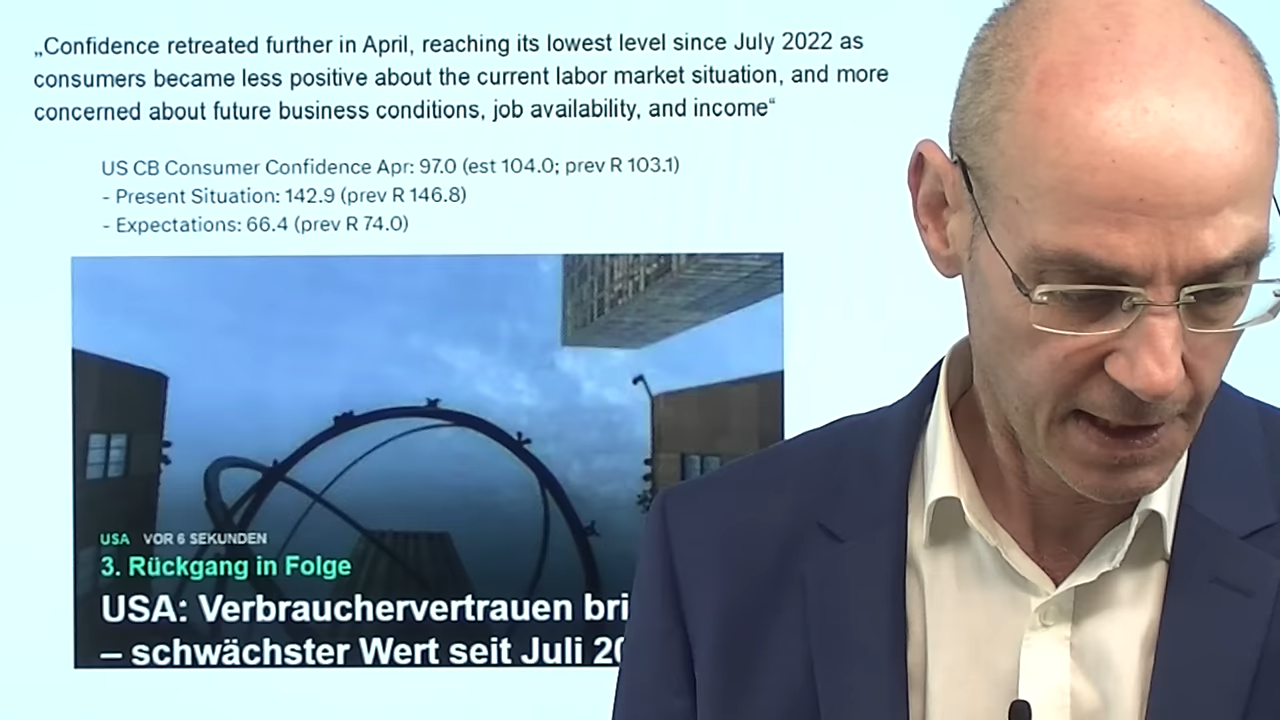 „Confidence retreated further in April, reaching its lowest level since July 2022 as
consumers became less positive about the current labor market situation, and more
concerned about future business conditions, job availability, and income“
US CB Consumer Confidence Apr: 97.0 (est 104.0; prev R 103.1)
- Present Situation: 142.9 (prev R 146.8)
- Expectations: 66.4 (prev R 74.0)
USA VOR 6 SEKUNDEN
3. Rückgang in Folge
USA: Verbrauchervertrauen bri
– schwächster Wert seit Juli 20